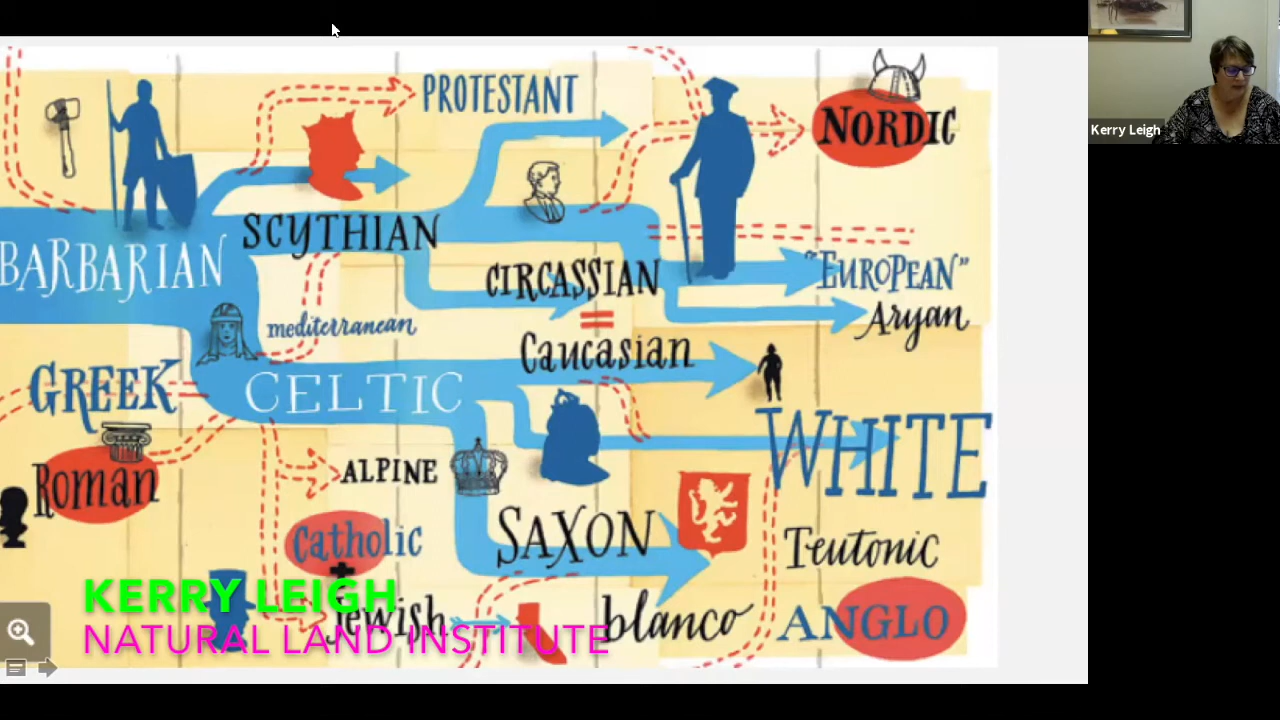 PROTESTANT
NORDIC
Kerry Leigh
SCYTHIAN
BARBARIAN
CIRCASSIAN
"EUROPEAN"
Aryan
mediterranean
=
Caucasian
GREEK
CELTIC
WHITE
ALPINE
Roman
SAXON
Catholic
Teutonic
+
KERRY LEIGH
Jewish
blanco
ANGLO
NATURAL LAND INSTITUTE